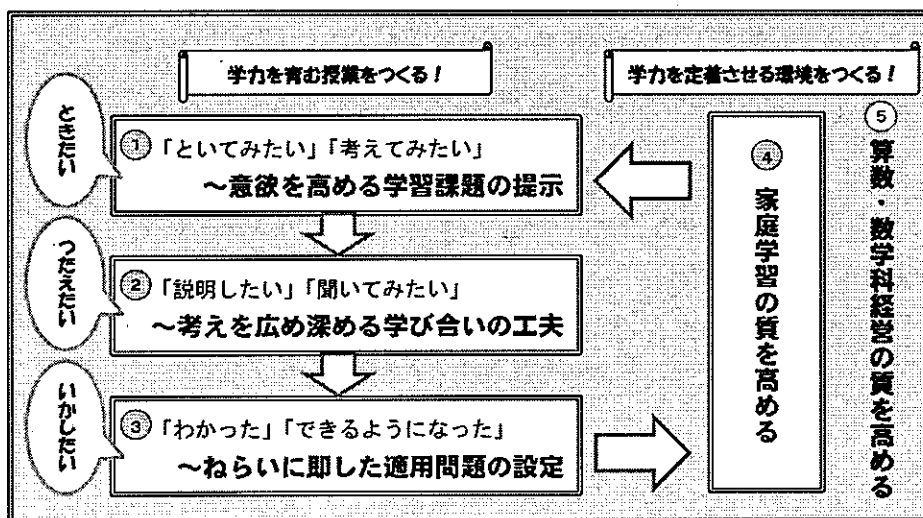 学力を育む授業をつくる！
学力を定着させる環境をつくる！
ときたい
①「といてみたい」「考えてみたい」
～意欲を高める学習課題の提示
つたえたい
②「説明したい」「聞いてみたい」
～考えを広め深める学び合いの工夫
いかしたい
③「わかった」「できるようになった」
～ねらいに即した適用問題の設定
④家庭学習の質を高める
⑤算数・数学科経営の質を高める